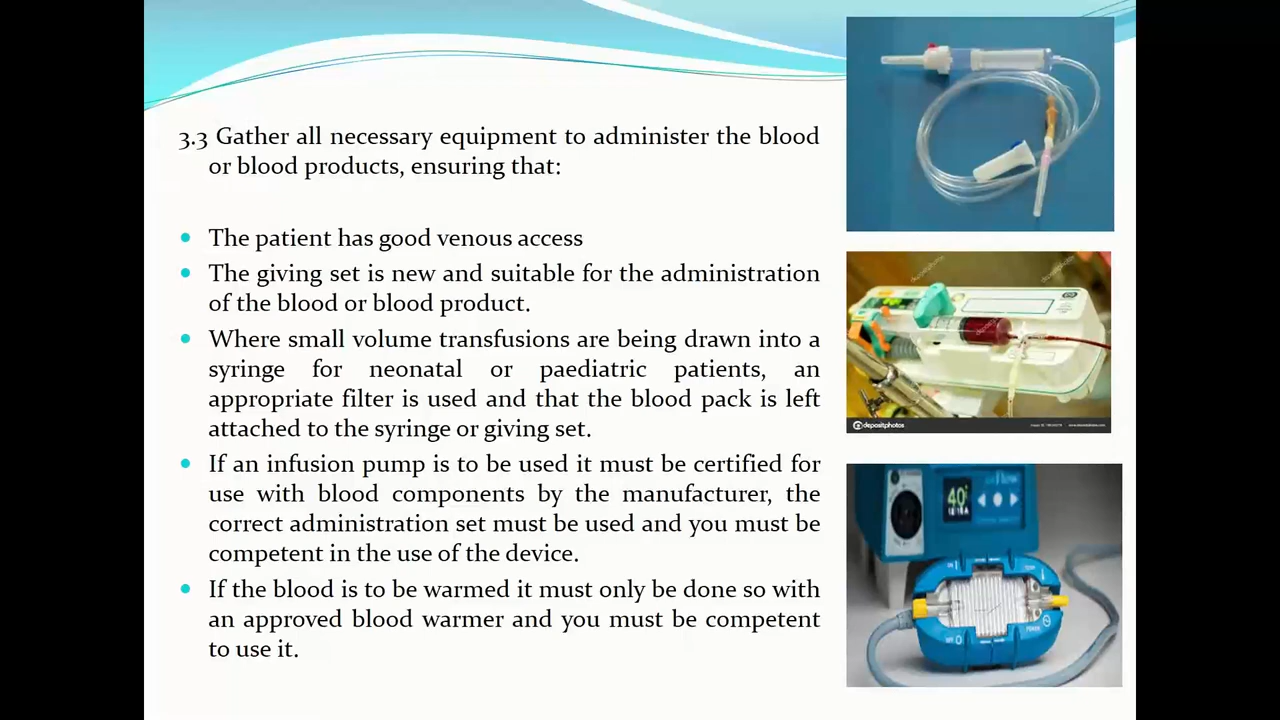 3.3 Gather all necessary equipment to administer the blood
or blood products, ensuring that:
The patient has good venous access
The giving set is new and suitable for the administration
of the blood or blood product.
Where small volume transfusions are being drawn into a
syringe for neonatal or paediatric patients, an
appropriate filter is used and that the blood pack is left
attached to the syringe or giving set.
If an infusion pump is to be used it must be certified for
use with blood components by the manufacturer, the
correct administration set must be used and you must be
competent in the use of the device.
If the blood is to be warmed it must only be done so with
an approved blood warmer and you must be competent
to use it.
depositphotos
40